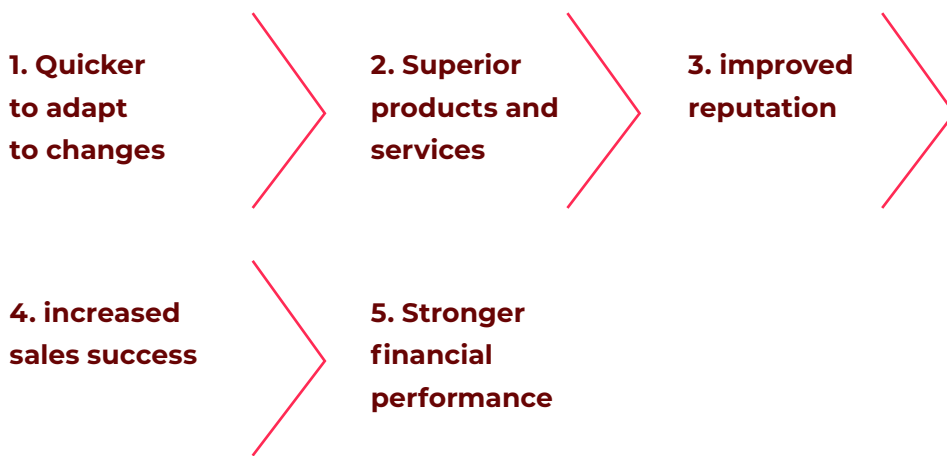 1. Quicker
to adapt
to changes
2. Superior
products and
services
3. improved
reputation
4. increased
sales success
5. Stronger
financial
performance